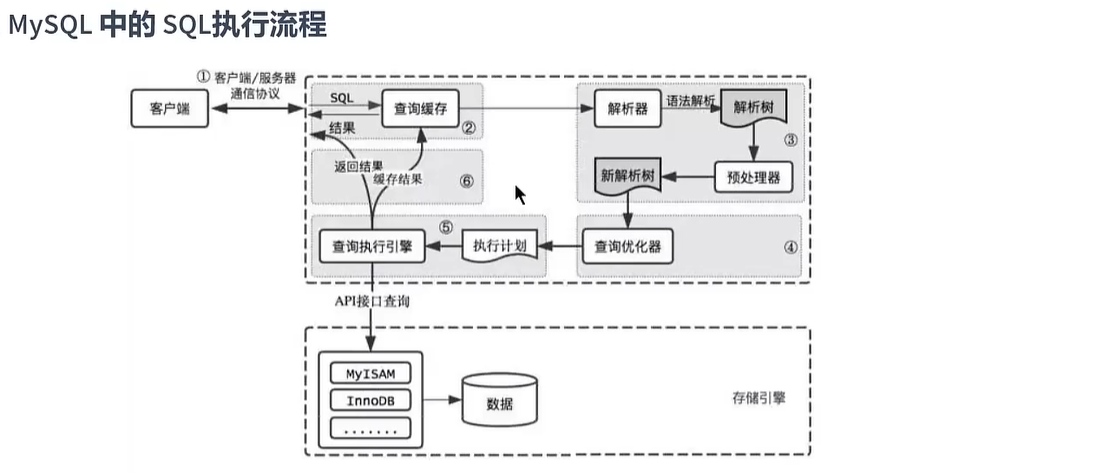 MySQL 中的 SQL执行流程
① 客户端/服务器
通信协议
客户端
SQL
结果
查询缓存
②
解析器
语法解析
解析树
③
预处理器
新解析树
返回结果
缓存结果
⑥
查询执行引擎
⑤
执行计划
查询优化器
④
API接口查询
MyISAM
InnoDB
.......
数据
存储引擎